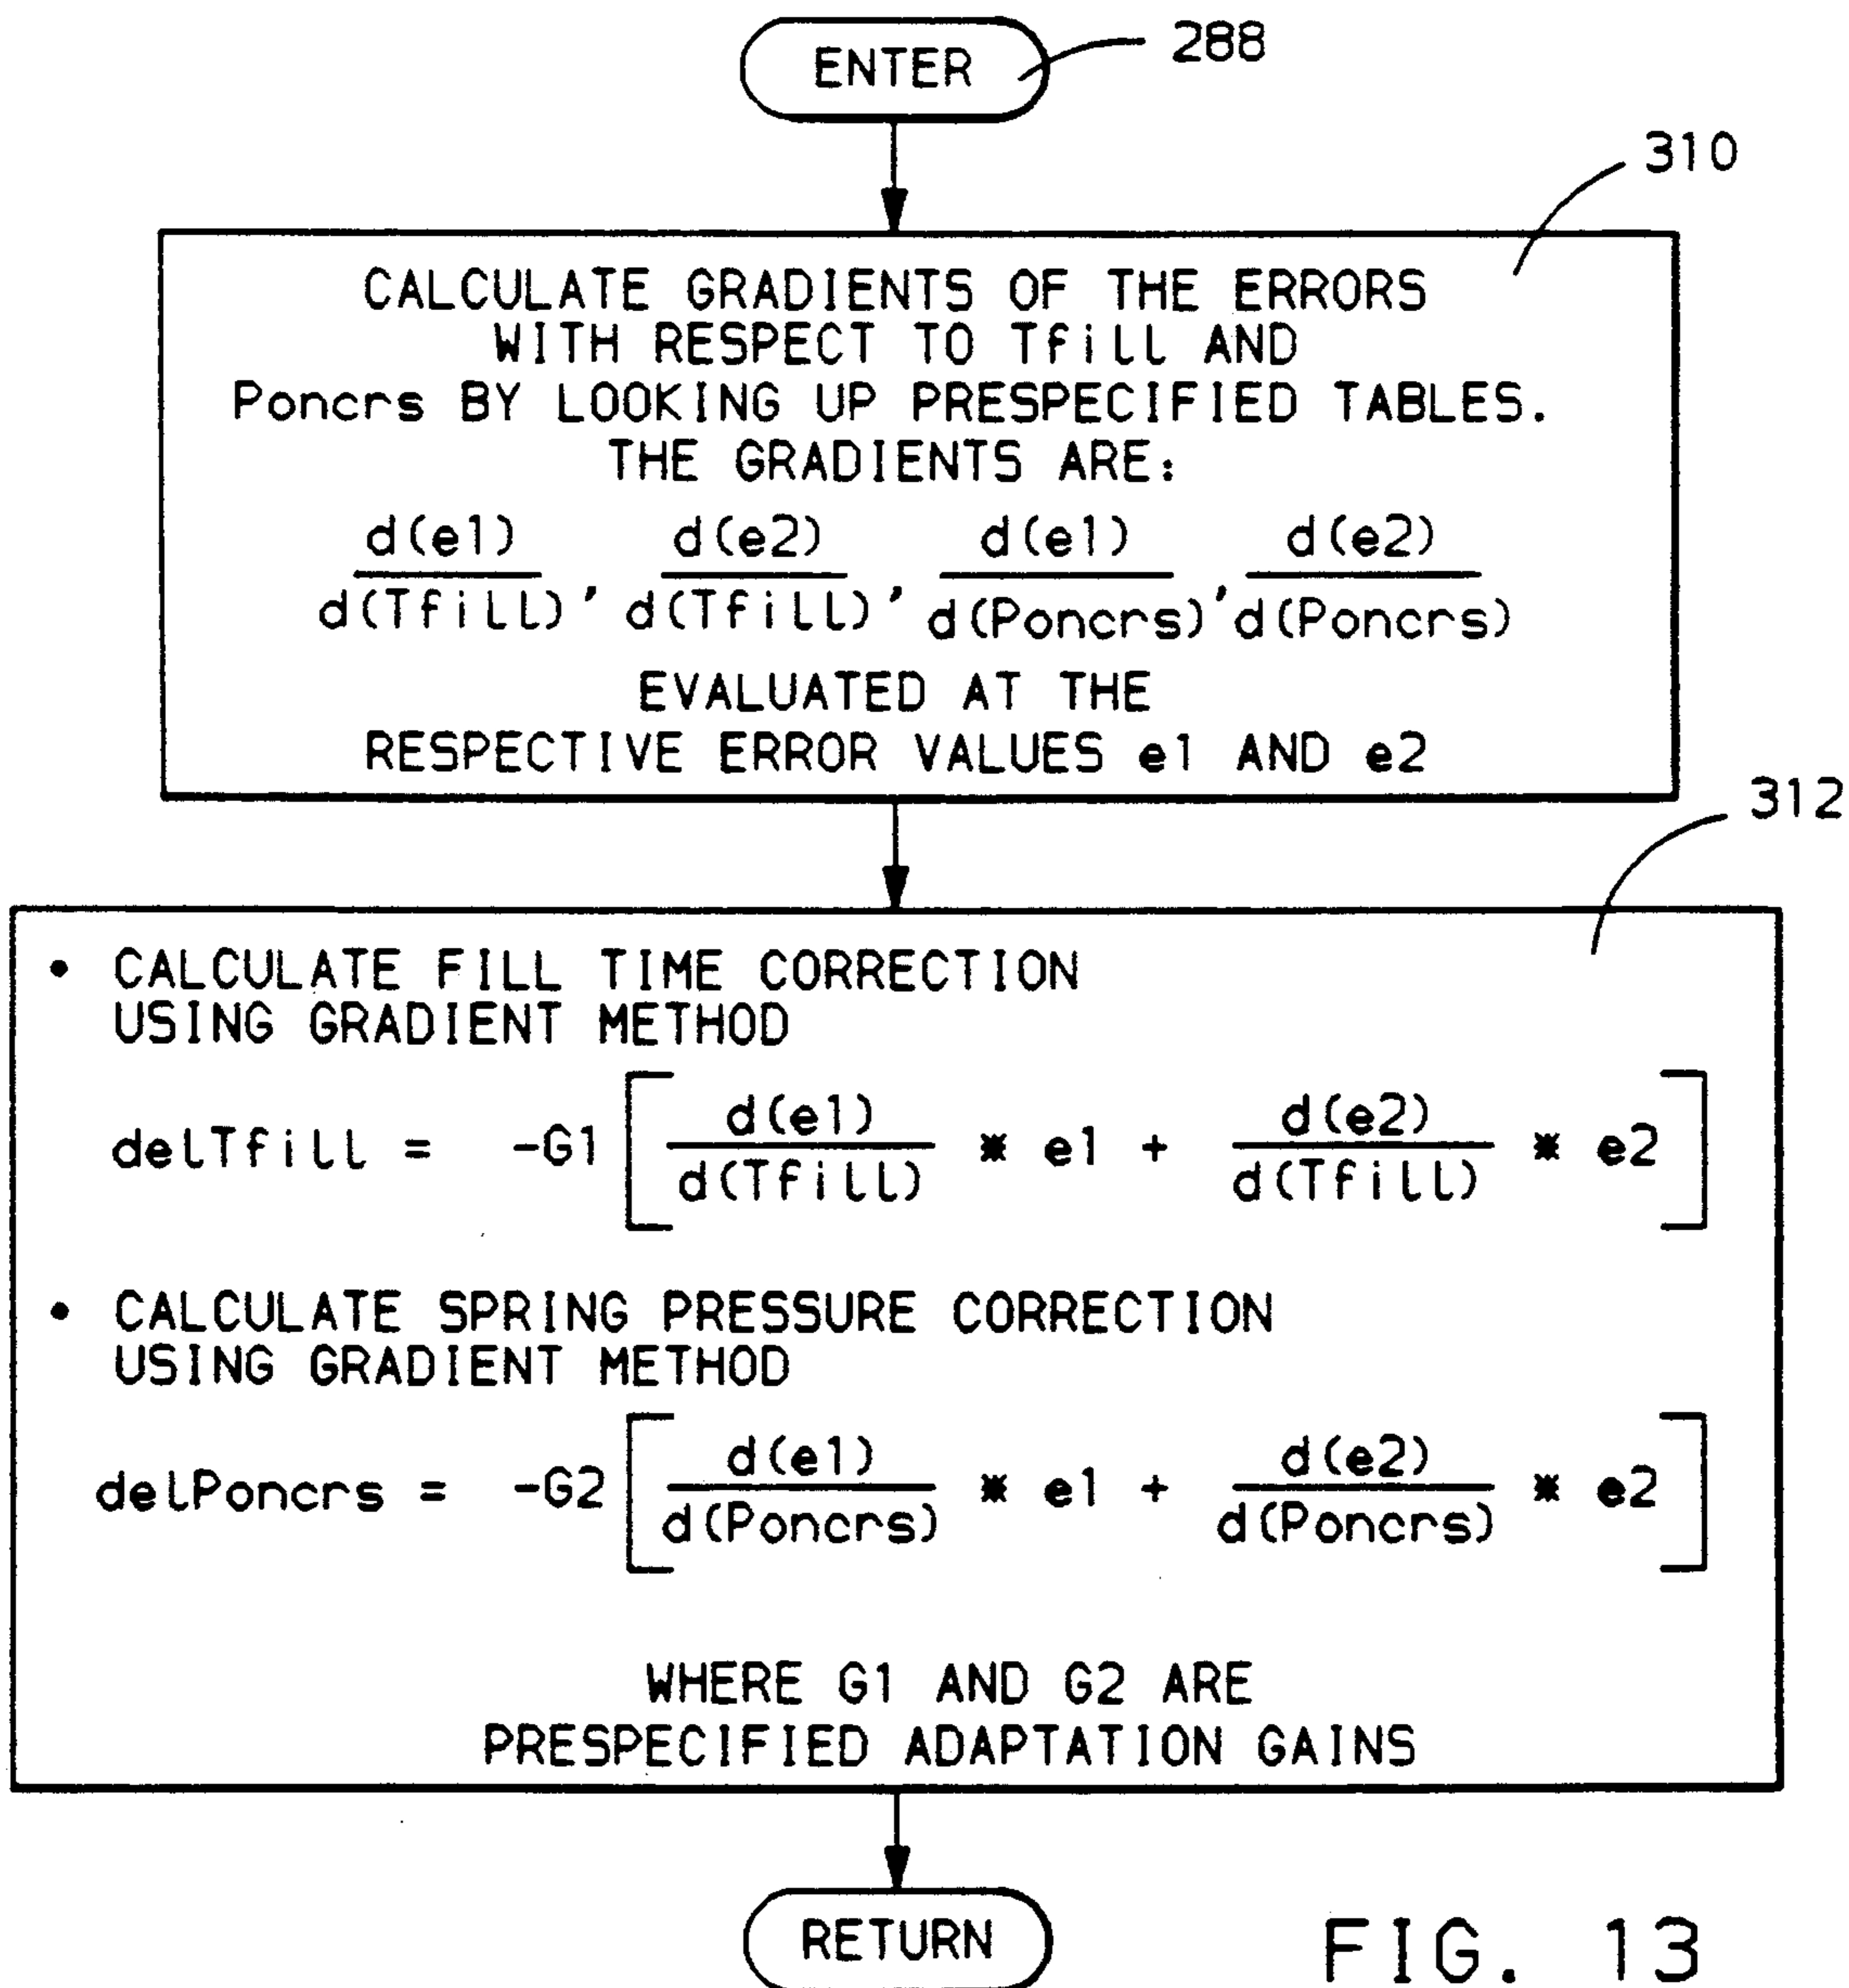 ENTER
288
310
CALCULATE GRADIENTS OF THE ERRORS
WITH RESPECT TO Tfill AND
Poncrs BY LOOKING UP PRESPECIFIED TABLES.
THE GRADIENTS ARE:
d(e1)/d(Tfill), d(e2)/d(Tfill), d(e1)/d(Poncrs), d(e2)/d(Poncrs)
EVALUATED AT THE
RESPECTIVE ERROR VALUES e1 AND e2
312
• CALCULATE FILL TIME CORRECTION
USING GRADIENT METHOD
delTfill = -G1 [ d(e1)/d(Tfill) * e1 + d(e2)/d(Tfill) * e2 ]
• CALCULATE SPRING PRESSURE CORRECTION
USING GRADIENT METHOD
delPoncrs = -G2 [ d(e1)/d(Poncrs) * e1 + d(e2)/d(Poncrs) * e2 ]
WHERE G1 AND G2 ARE
PRESPECIFIED ADAPTATION GAINS
RETURN
FIG. 13